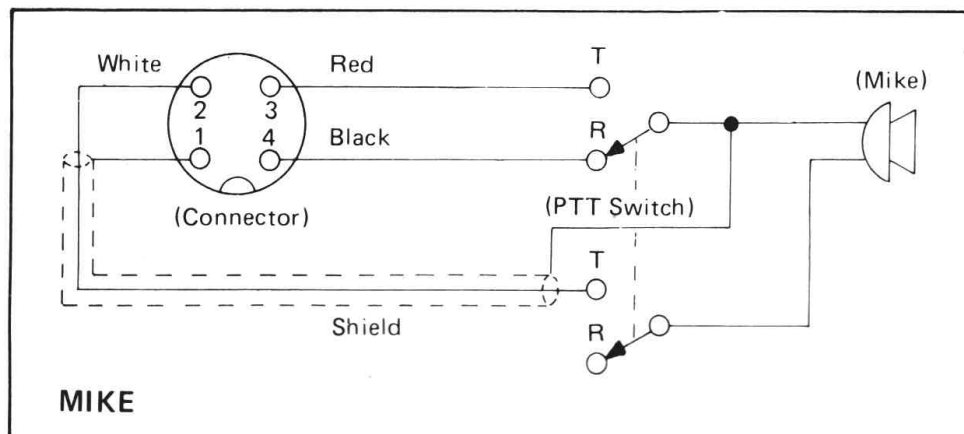 White
Red
T
(Mike)
2
3
R
1
4
Black
(Connector)
(PTT Switch)
T
Shield
R
MIKE